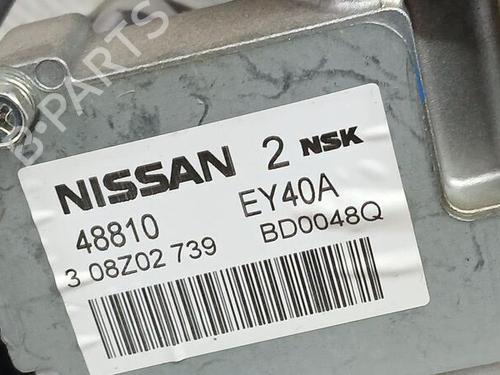 B-PARTS
NISSAN 2 NSK
48810 EY40A
3 08Z02 739 BD0048Q